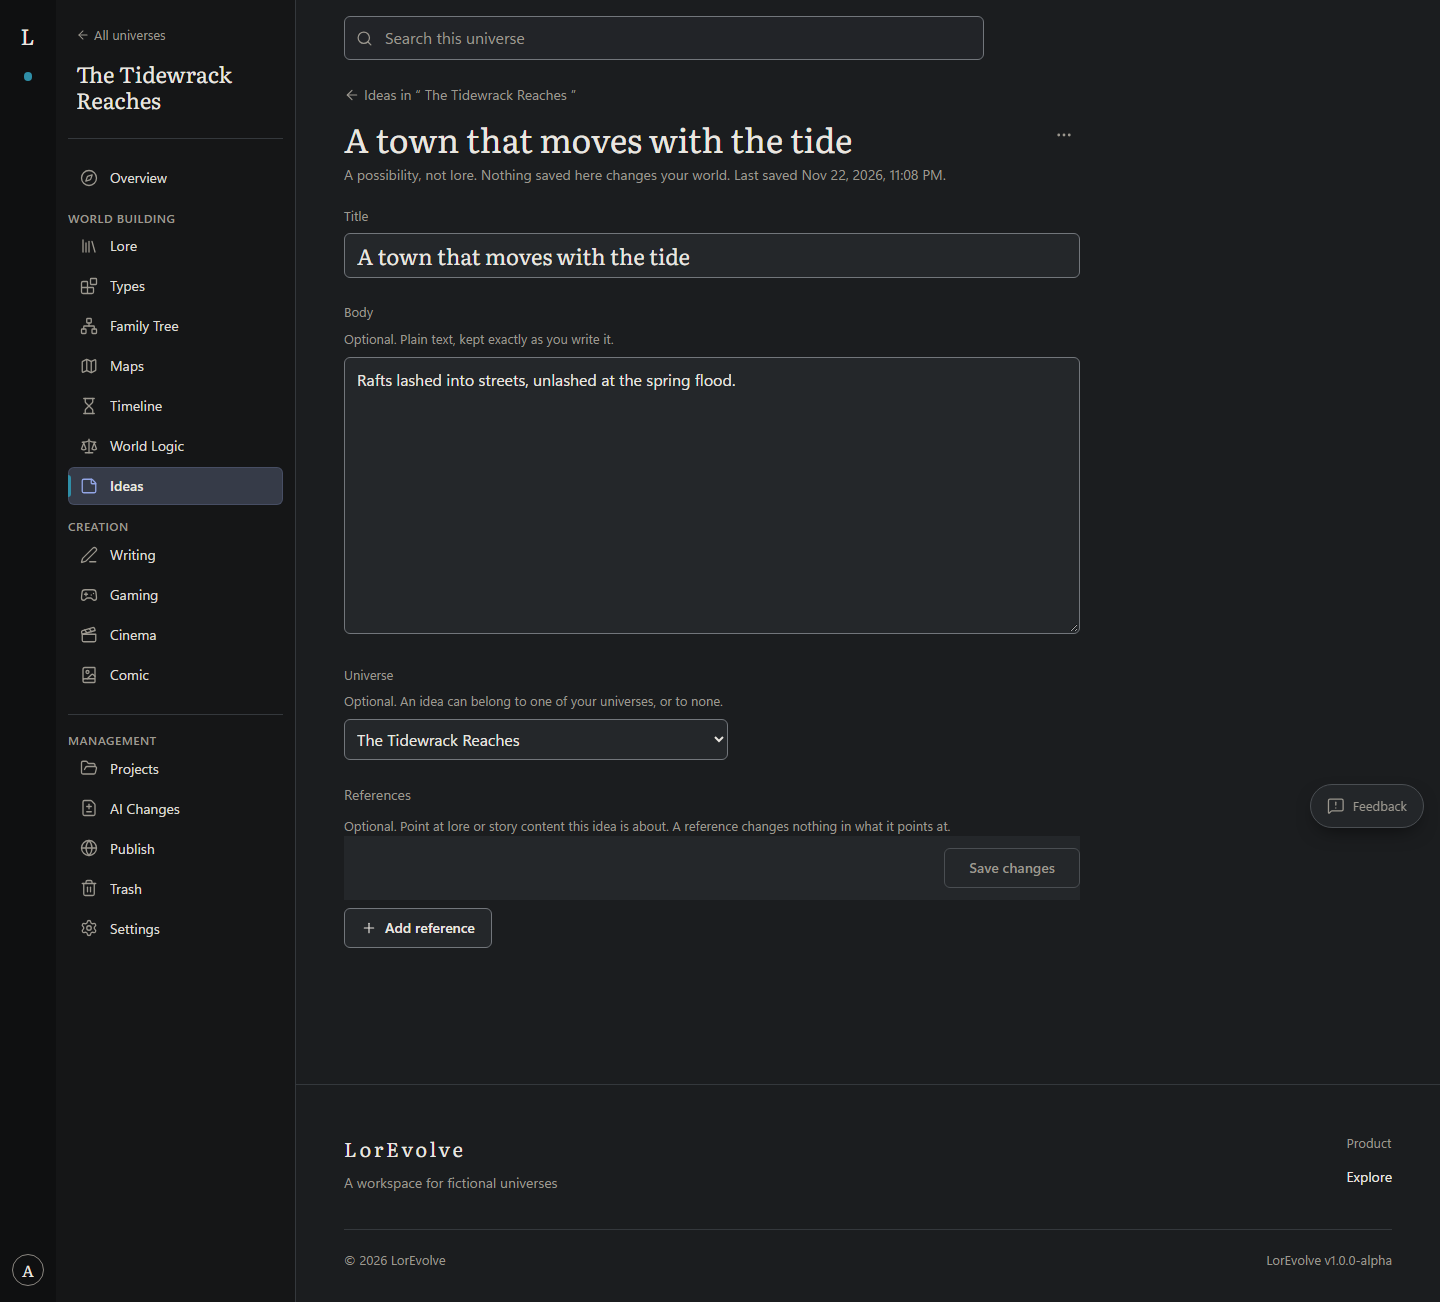 L
← All universes
The Tidewrack
Reaches
Overview
WORLD BUILDING
Lore
Types
Family Tree
Maps
Timeline
World Logic
Ideas
CREATION
Writing
Gaming
Cinema
Comic
MANAGEMENT
Projects
AI Changes
Publish
Trash
Settings
A
Search this universe
← Ideas in “ The Tidewrack Reaches ”
A town that moves with the tide
A possibility, not lore. Nothing saved here changes your world. Last saved Nov 22, 2026, 11:08 PM.
Title
A town that moves with the tide
Body
Optional. Plain text, kept exactly as you write it.
Rafts lashed into streets, unlashed at the spring flood.
Universe
Optional. An idea can belong to one of your universes, or to none.
The Tidewrack Reaches
References
Optional. Point at lore or story content this idea is about. A reference changes nothing in what it points at.
Save changes
+ Add reference
Feedback
LorEvolve
A workspace for fictional universes
Product
Explore
© 2026 LorEvolve
LorEvolve v1.0.0-alpha